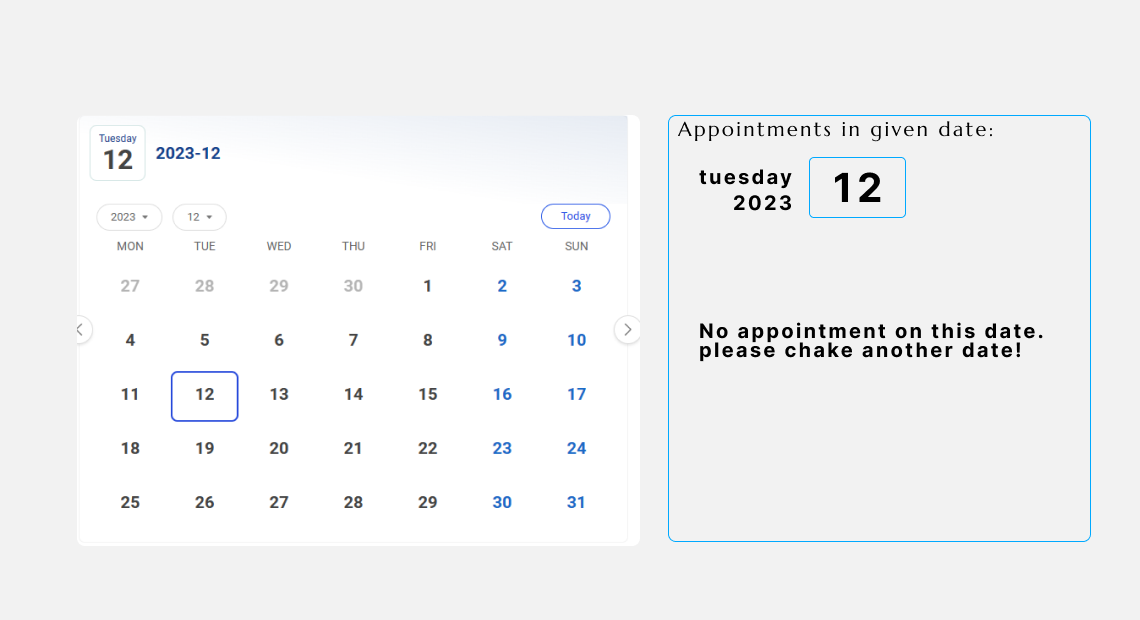 Tuesday
12
2023-12
2023
12
Today
MON TUE WED THU FRI SAT SUN
27 28 29 30 1 2 3
4 5 6 7 8 9 10
11 12 13 14 15 16 17
18 19 20 21 22 23 24
25 26 27 28 29 30 31
Appointments in given date:
tuesday
2023
12
No appointment on this date.
please chake another date!